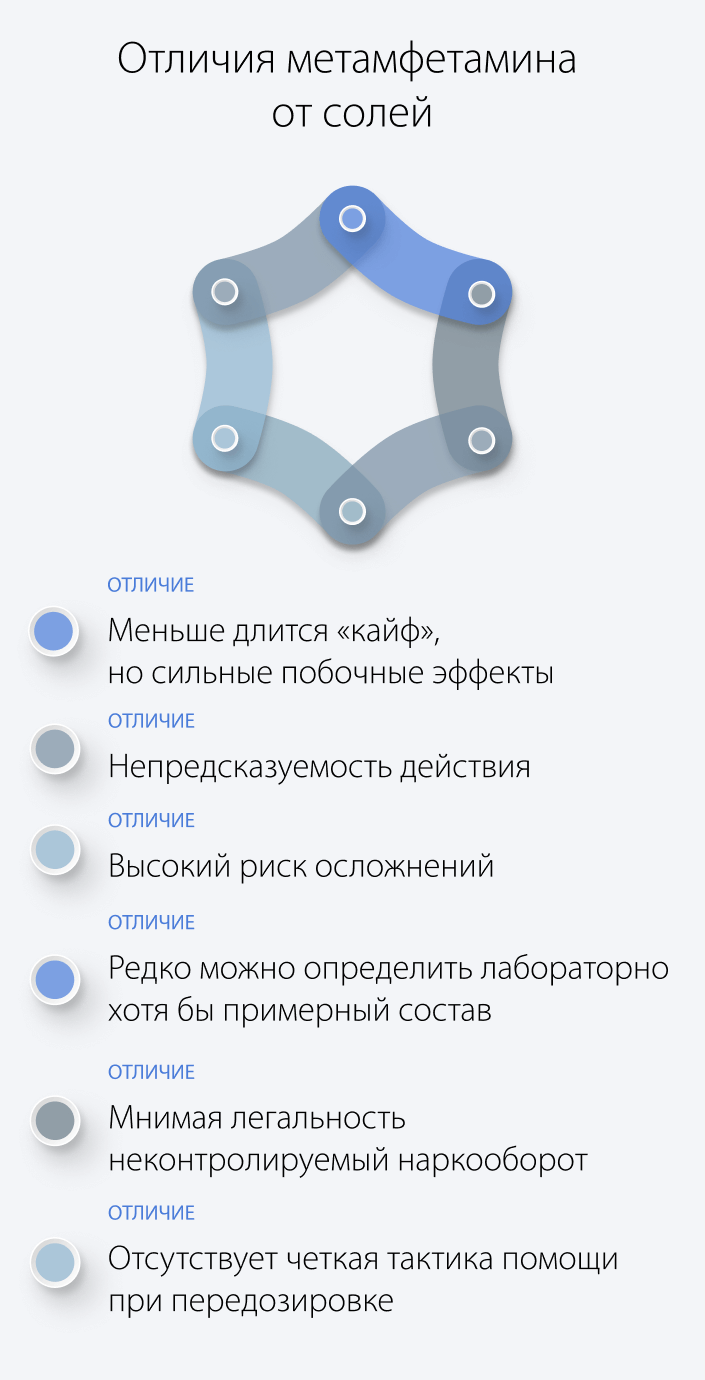 Отличия метамфетамина
от солей
ОТЛИЧИЕ
Меньше длится «кайф»,
но сильные побочные эффекты
ОТЛИЧИЕ
Непредсказуемость действия
ОТЛИЧИЕ
Высокий риск осложнений
ОТЛИЧИЕ
Редко можно определить лабораторно
хотя бы примерный состав
ОТЛИЧИЕ
Мнимая легальность
неконтролируемый наркооборот
ОТЛИЧИЕ
Отсутствует четкая тактика помощи
при передозировке